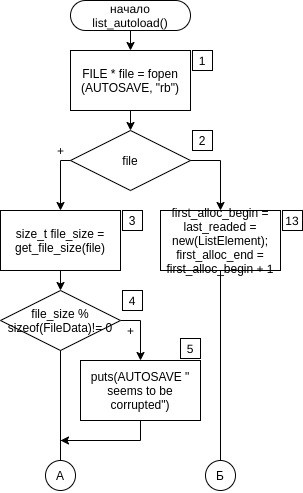 начало
list_autoload()
1
FILE * file = fopen
(AUTOSAVE, "rb")
2
file
+
3
size_t file_size =
get_file_size(file)
13
first_alloc_begin =
last_readed =
new(ListElement);
first_alloc_end =
first_alloc_begin + 1
4
file_size %
sizeof(FileData)!= 0
+
5
puts(AUTOSAVE "
seems to be
corrupted")
А
Б